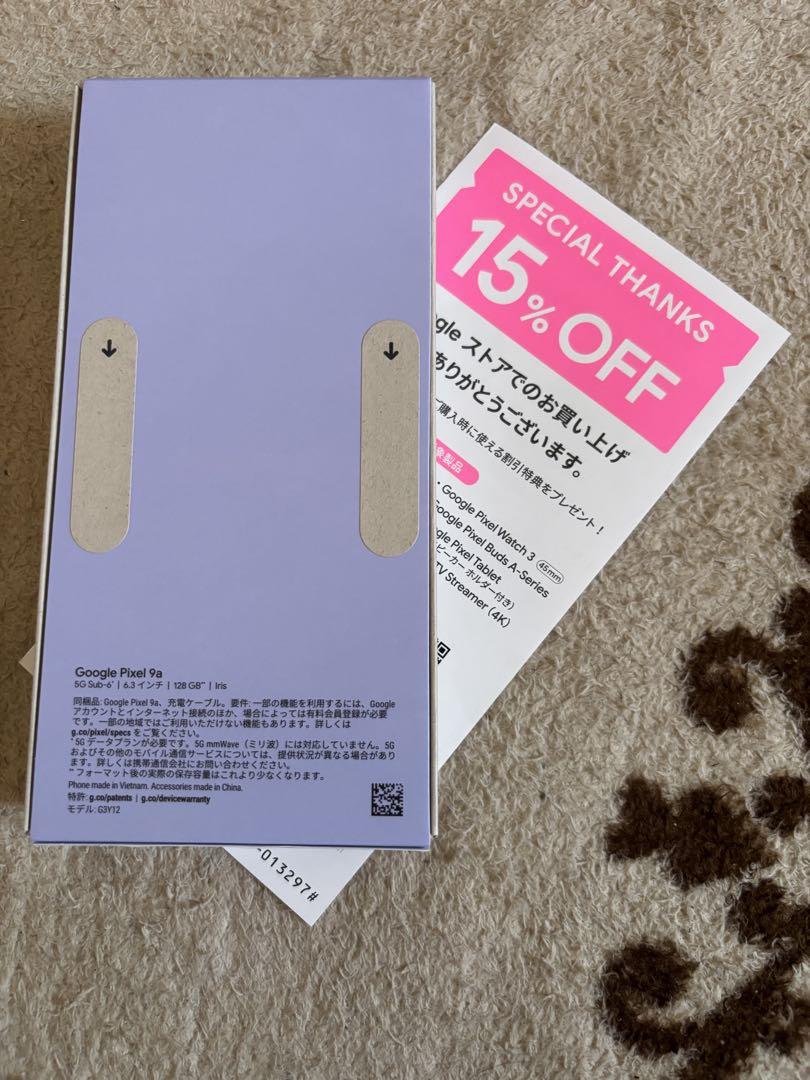 Google Pixel 9a
5G Sub-6* | 6.3 インチ | 128 GB** | Iris
同梱品: Google Pixel 9a、充電ケーブル。要件: 一部の機能を利用するには、Google
アカウントとインターネット接続のほか、場合によっては有料会員登録が必要
です。一部の地域ではご利用いただけない機能もあります。詳しくは
g.co/pixel/specs をご覧ください。
*5G データプランが必要です。5G mmWave（ミリ波）には対応していません。5G
およびその他のモバイル通信サービスについては、提供状況が異なる場合があり
ます。詳しくは携帯通信会社にお問い合わせください。
**フォーマット後の実際の保存容量はこれより少なくなります。
Phone made in Vietnam. Accessories made in China.
特許: g.co/patents | g.co/devicewarranty
モデル: G3Y12
SPECIAL THANKS
15% OFF
ogle ストアでのお買い上げ
ありがとうございます。
ご購入時に使える割引特典をプレゼント！
象製品
・Google Pixel Watch 3 45mm
Google Pixel Buds A-Series
gle Pixel Tablet
ピーカー ホルダー付き)
TV Streamer (4K)
-013297#